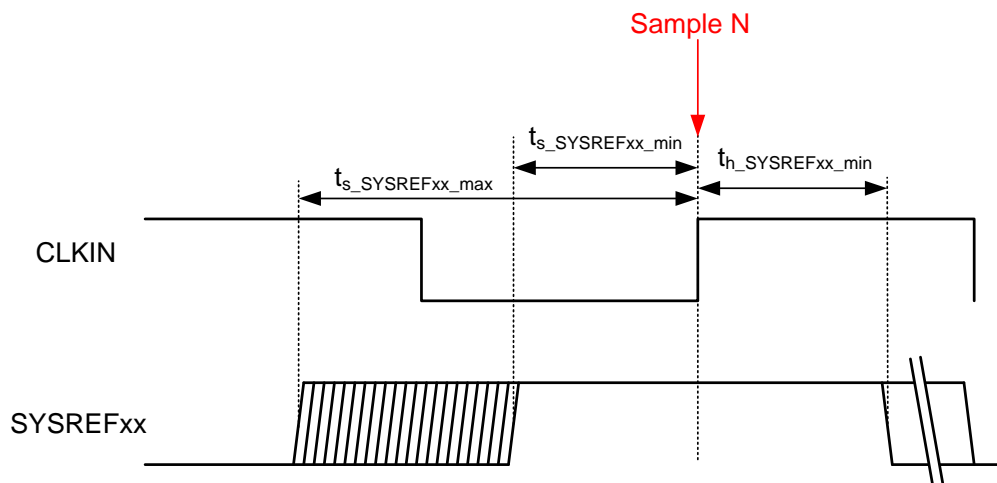 Sample N
ts_SYSREFxx_min
th_SYSREFxx_min
ts_SYSREFxx_max
CLKIN
SYSREFxx